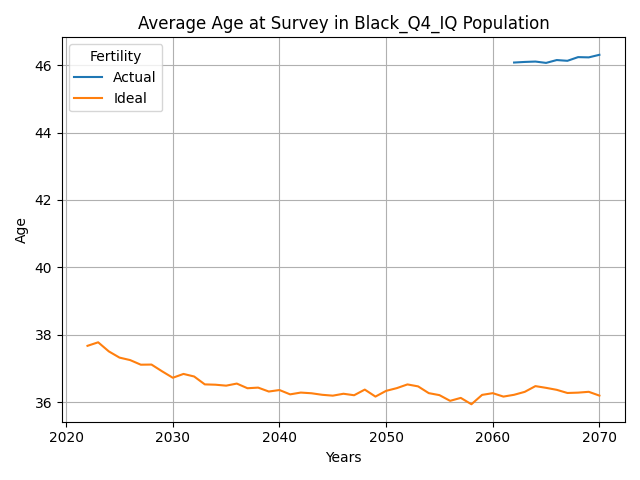 Average Age at Survey in Black_Q4_IQ Population
Fertility
Actual
Ideal
Age
46
44
42
40
38
36
2020
2030
2040
2050
2060
2070
Years